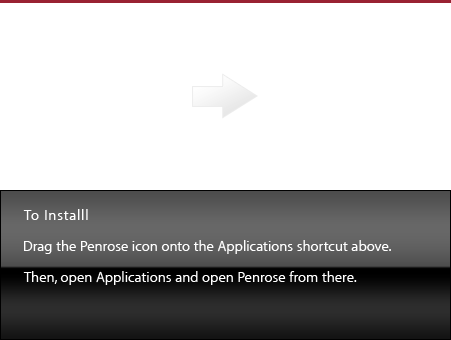 To Installl
Drag the Penrose icon onto the Applications shortcut above.
Then, open Applications and open Penrose from there.